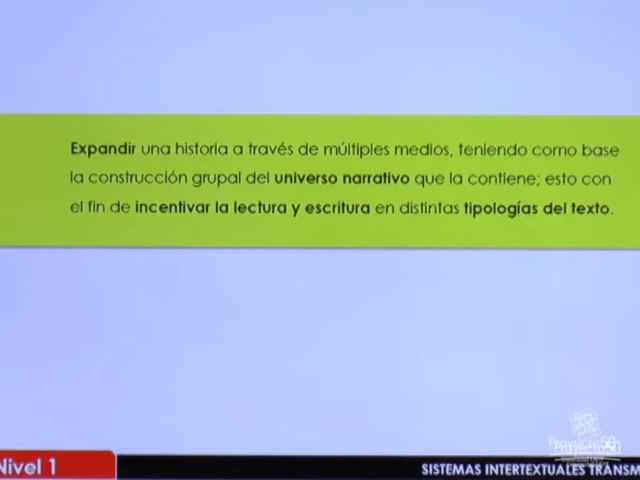 Expandir una historia a través de múltiples medios, teniendo como base
la construcción grupal del universo narrativo que la contiene; esto con
el fin de incentivar la lectura y escritura en distintas tipologías del texto.
Nivel 1
SISTEMAS INTERTEXTUALES TRANSM